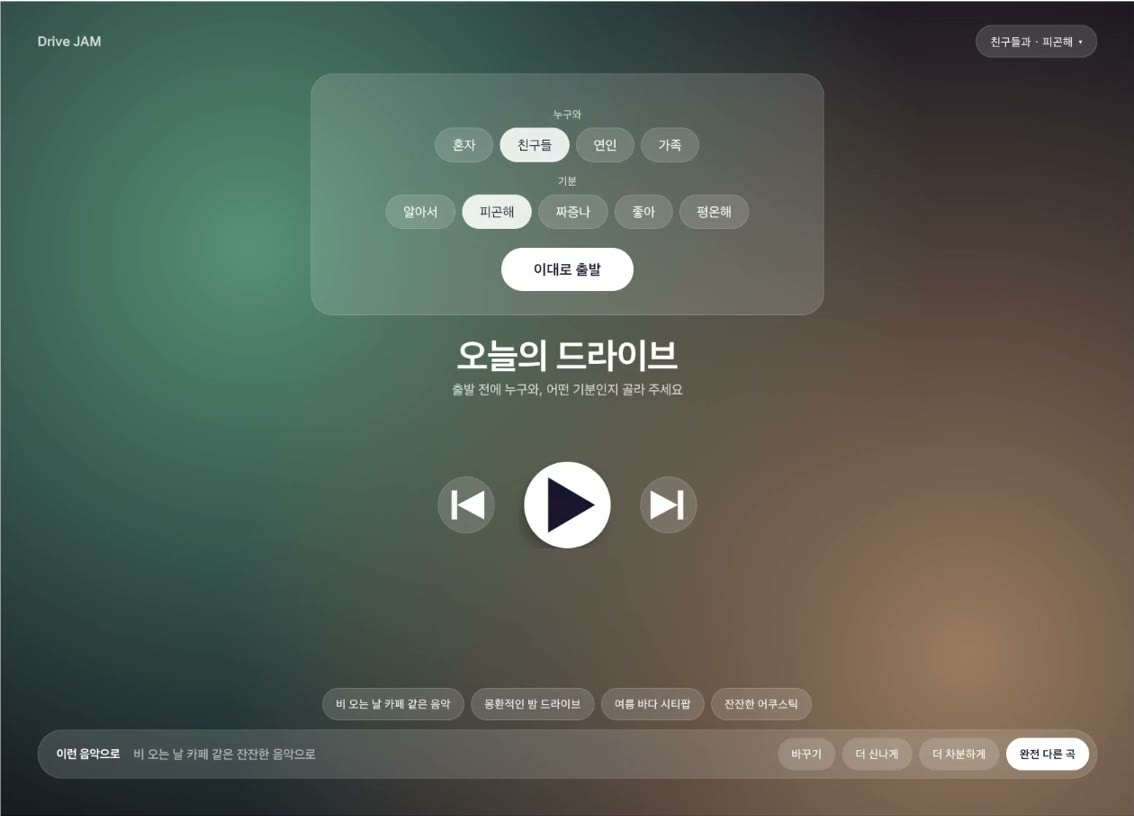 Drive JAM
친구들과 · 피곤해 ▾
누구와
혼자 친구들 연인 가족
기분
알아서 피곤해 짜증나 좋아 평온해
이대로 출발
오늘의 드라이브
출발 전에 누구와, 어떤 기분인지 골라 주세요
비 오는 날 카페 같은 음악 몽환적인 밤 드라이브 여름 바다 시티팝 잔잔한 어쿠스틱
이런 음악으로 비 오는 날 카페 같은 잔잔한 음악으로 바꾸기 더 신나게 더 차분하게 완전 다른 곡